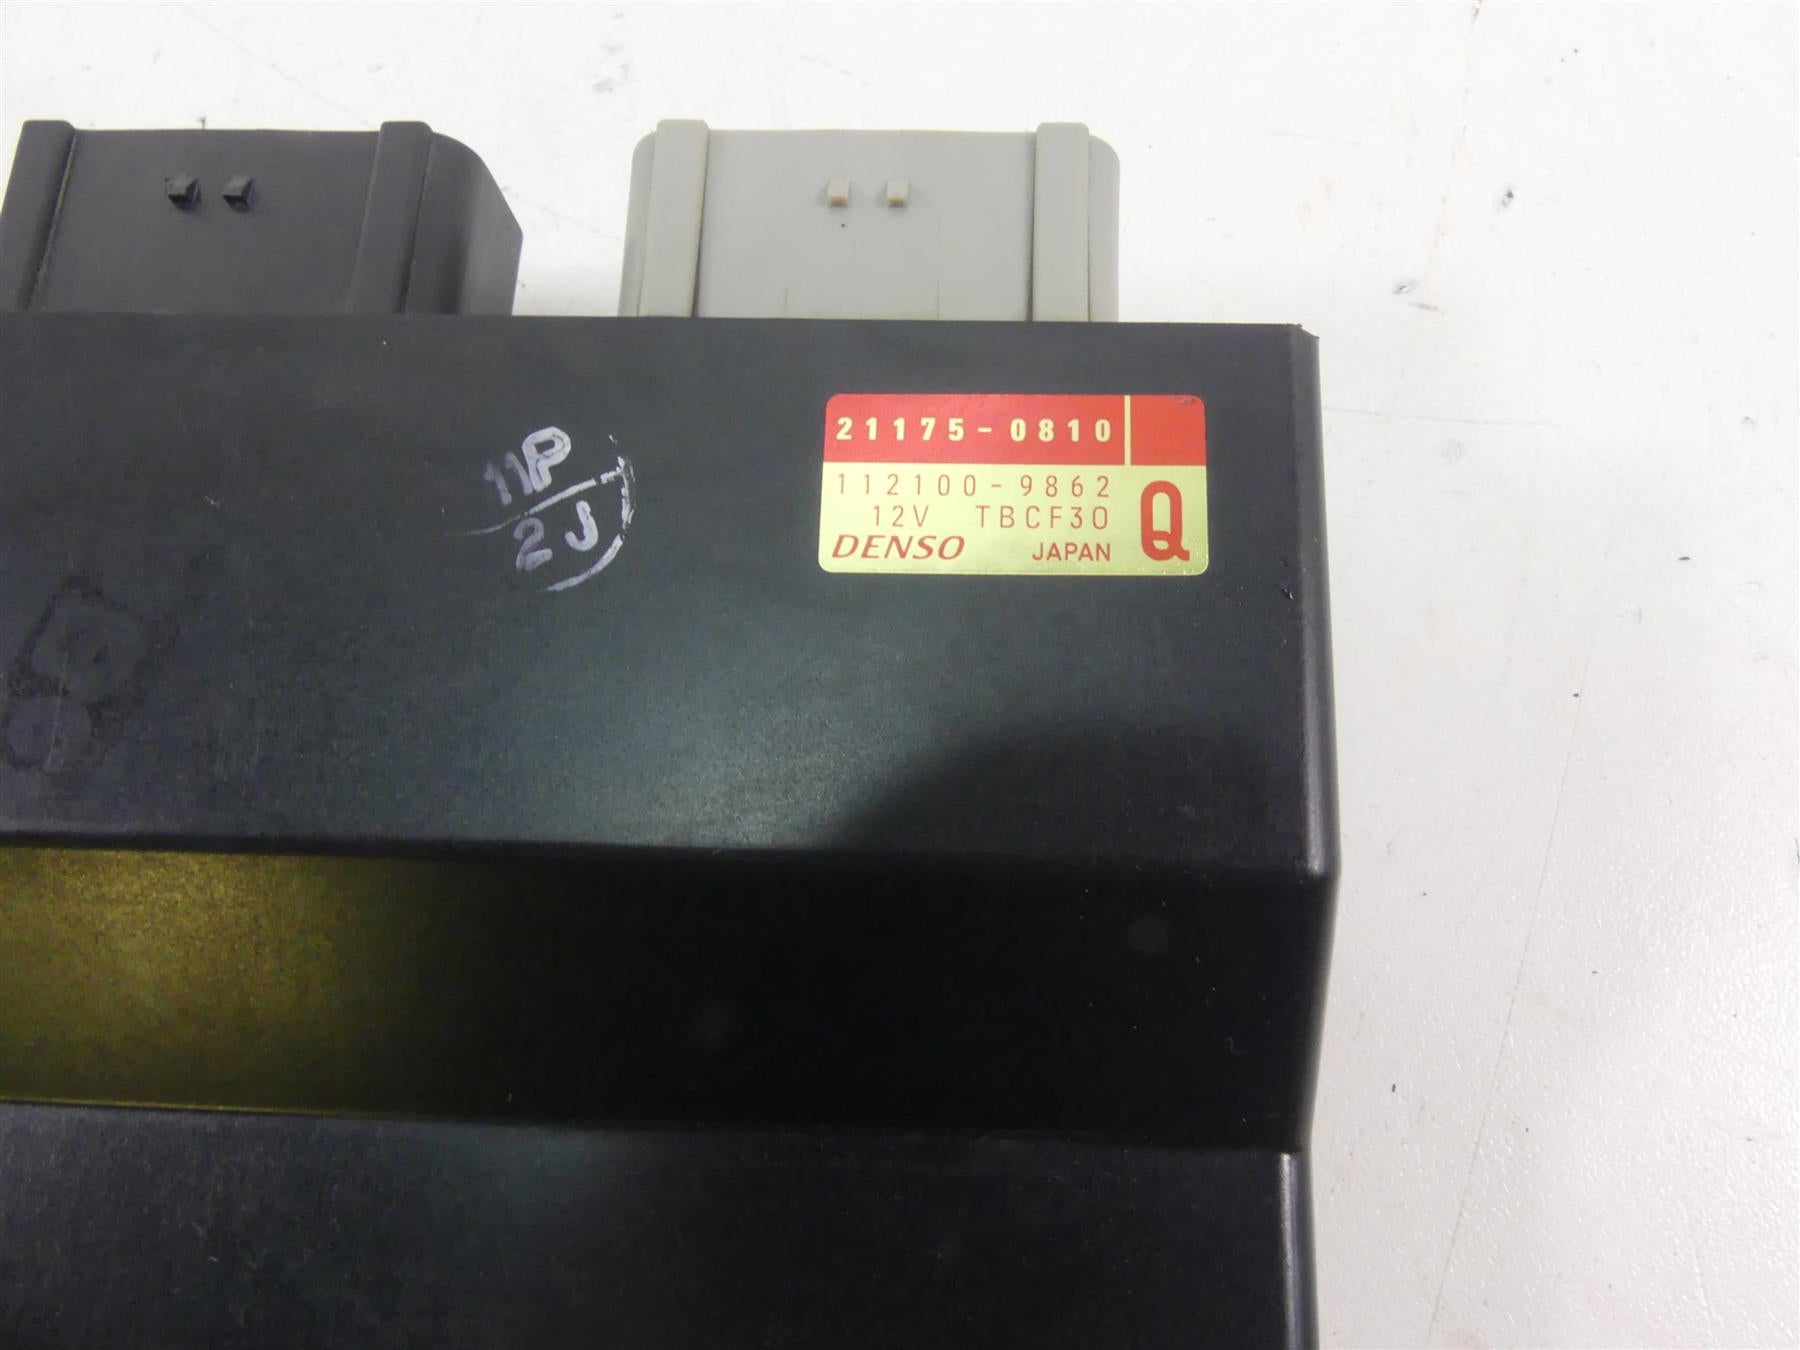 21175-0810
112100-9862
12V TBCF30 Q
DENSO JAPAN
11P
2J